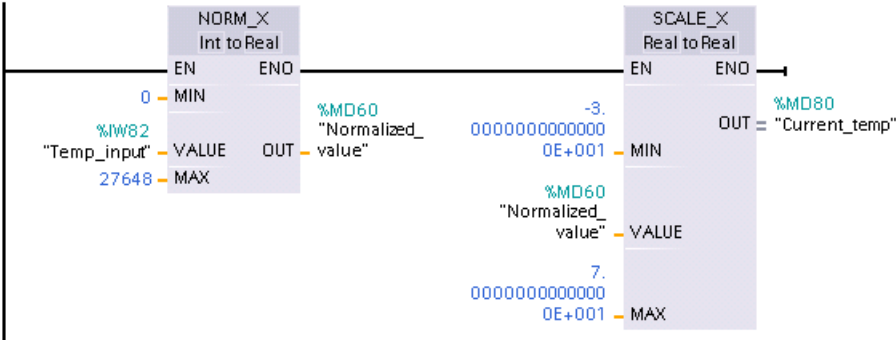 NORM_X
Int to Real
EN ENO
0 MIN
%IW82
"Temp_input" VALUE
27648 MAX
OUT
%MD60
"Normalized_
value"
SCALE_X
Real to Real
EN ENO
-3.
0000000000000
0E+001 MIN
%MD60
"Normalized_
value" VALUE
7.
0000000000000
0E+001 MAX
OUT
%MD80
"Current_temp"